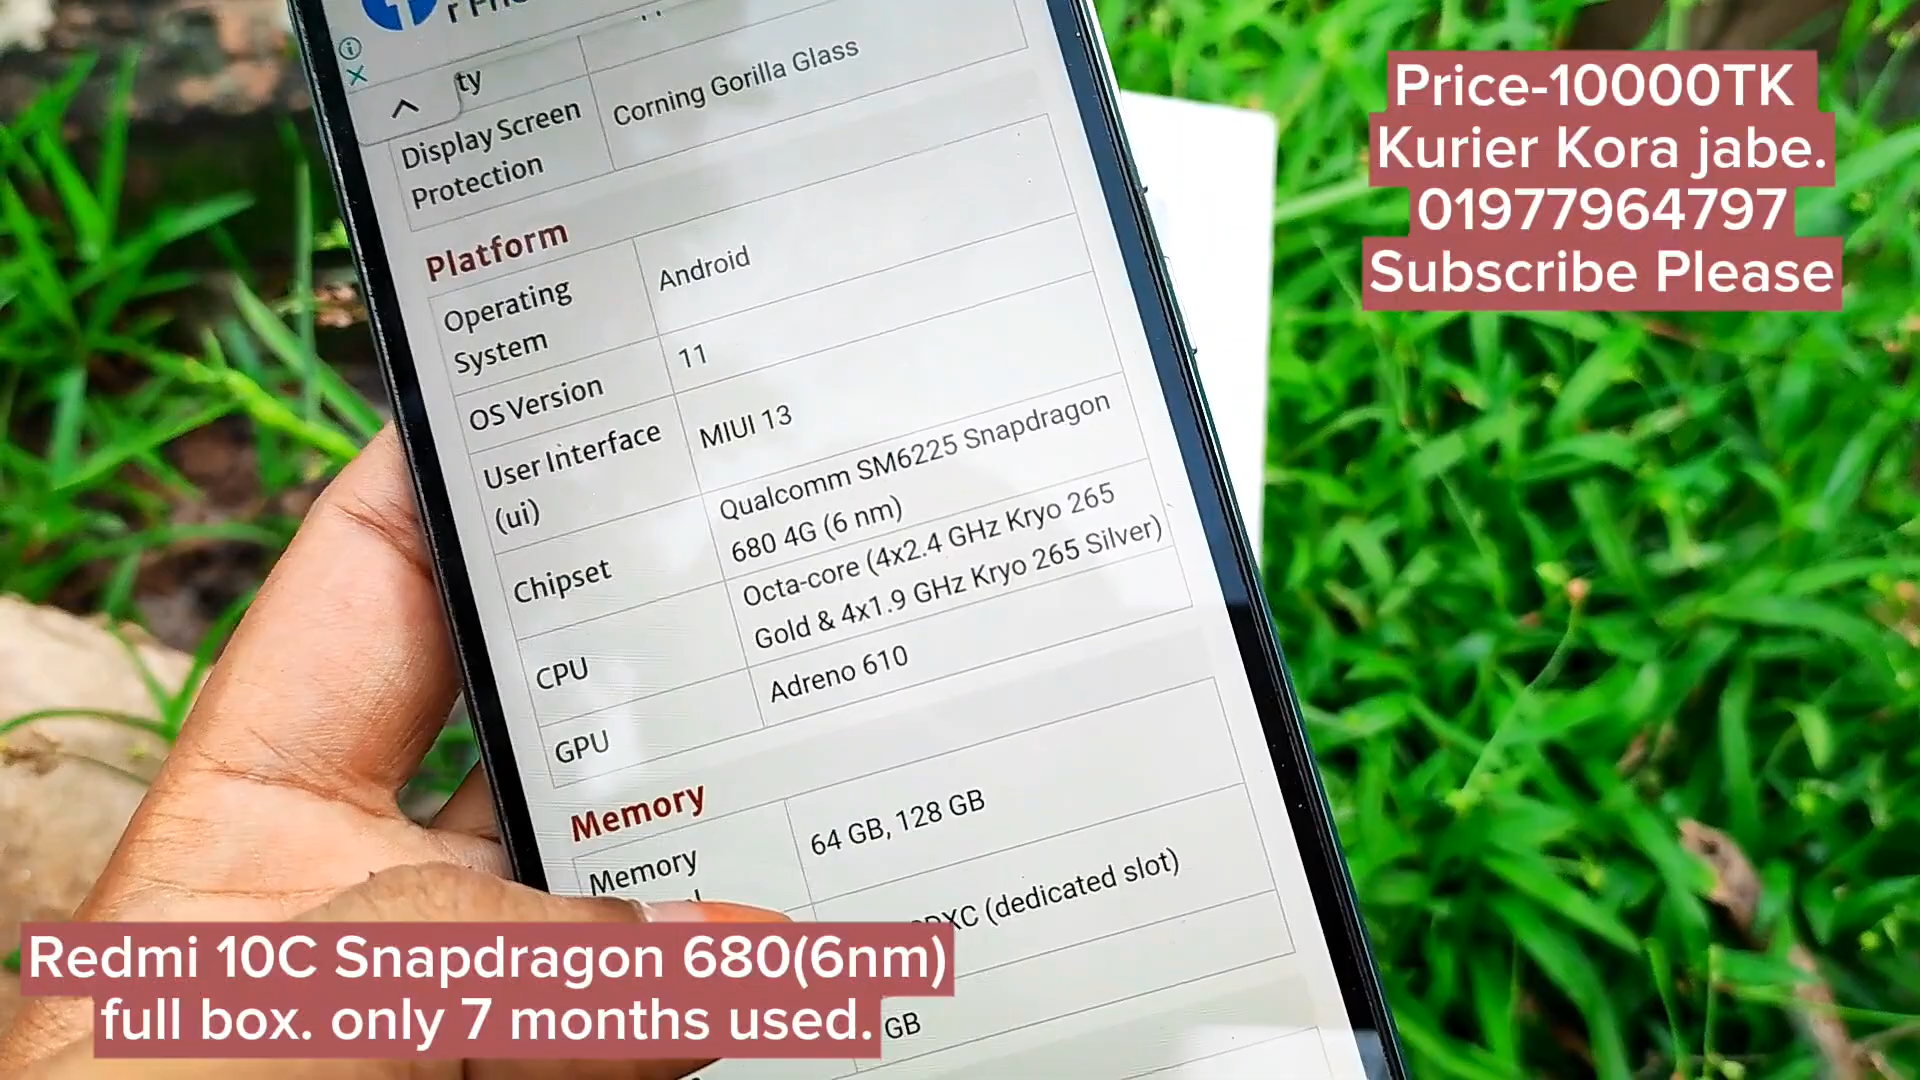 ty
Display Screen
Protection
Corning Gorilla Glass
Platform
Operating
System
Android
OS Version
11
User Interface
(ui)
MIUI 13
Chipset
Qualcomm SM6225 Snapdragon
680 4G (6 nm)
CPU
Octa-core (4x2.4 GHz Kryo 265
Gold & 4x1.9 GHz Kryo 265 Silver)
GPU
Adreno 610
Memory
Memory
64 GB, 128 GB
(dedicated slot)
GB
Price-10000TK
Kurier Kora jabe.
01977964797
Subscribe Please
Redmi 10C Snapdragon 680(6nm)
full box. only 7 months used.